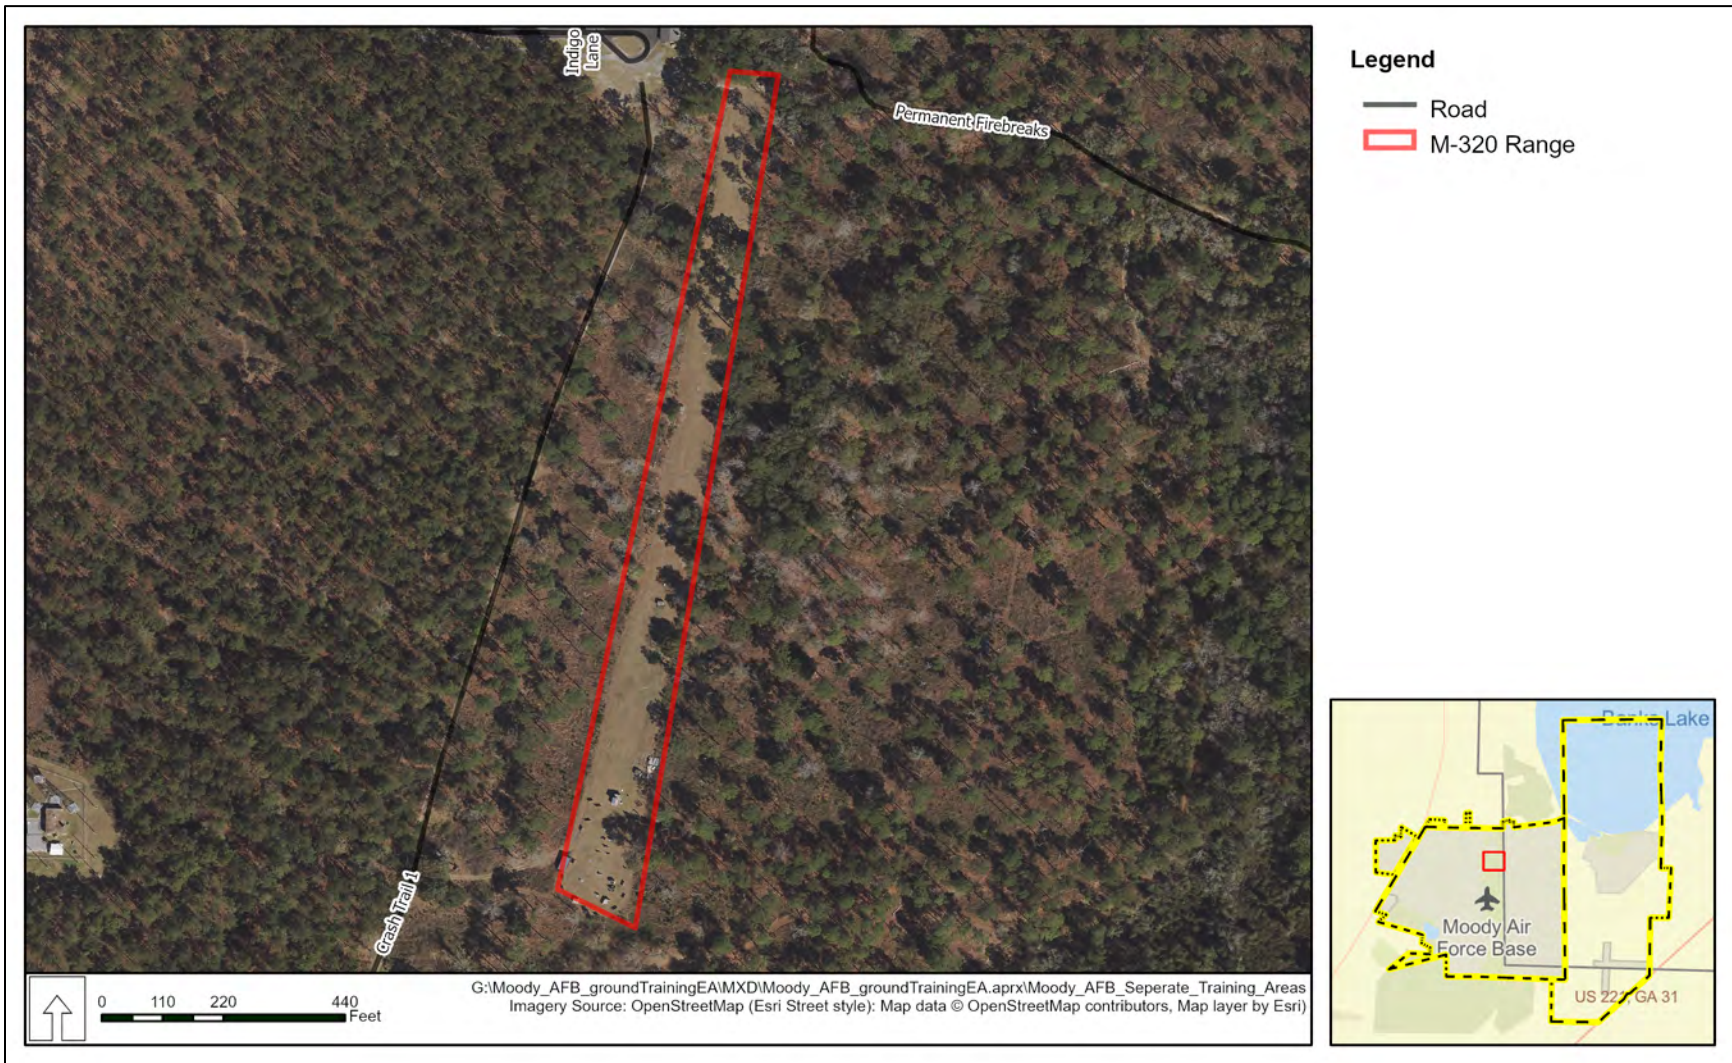 Indigo
Lane
Permanent Firebreaks
Crash Trail 1
Legend
Road
M-320 Range
Banks Lake
Moody Air
Force Base
US 221, GA 31
0 110 220 440
Feet
G:\Moody_AFB_groundTrainingEA\MXD\Moody_AFB_groundTrainingEA.aprx\Moody_AFB_Seperate_Training_Areas
Imagery Source: OpenStreetMap (Esri Street style): Map data © OpenStreetMap contributors, Map layer by Esri)